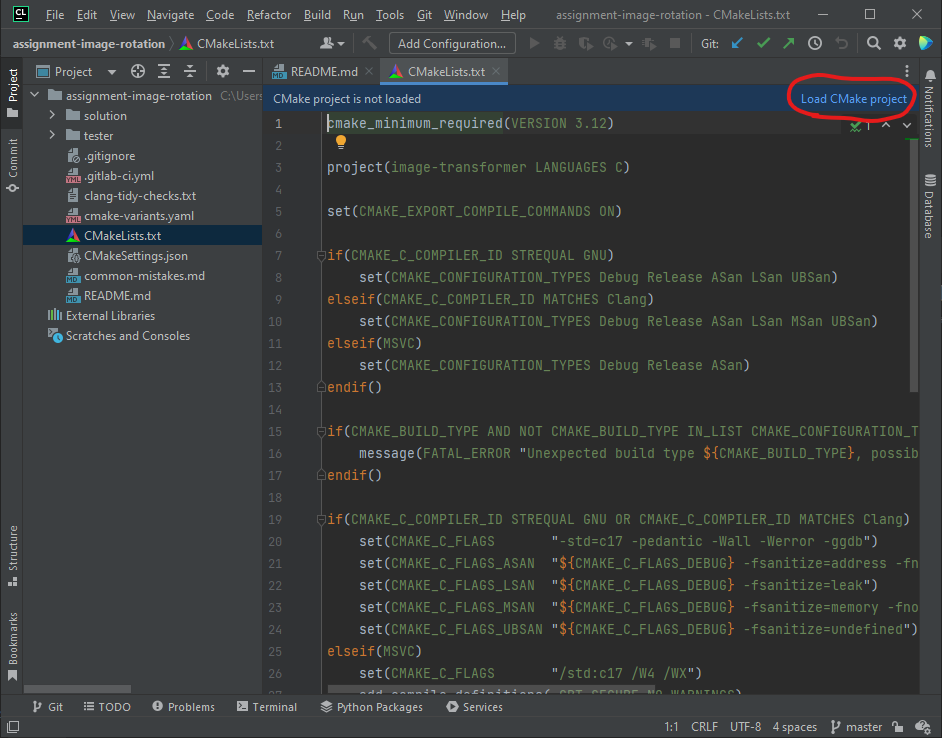 CL File Edit View Navigate Code Refactor Build Run Tools Git Window Help assignment-image-rotation - CMakeLists.txt
assignment-image-rotation CMakeLists.txt Add Configuration... Git:
Project README.md CMakeLists.txt
CMake project is not loaded Load CMake project
Project
Commit
Structure
Bookmarks
assignment-image-rotation C:\Users
solution
tester
.gitignore
.gitlab-ci.yml
clang-tidy-checks.txt
cmake-variants.yaml
CMakeLists.txt
CMakeSettings.json
common-mistakes.md
README.md
External Libraries
Scratches and Consoles
1 cmake_minimum_required(VERSION 3.12)
2
3 project(image-transformer LANGUAGES C)
4
5 set(CMAKE_EXPORT_COMPILE_COMMANDS ON)
6
7 if(CMAKE_C_COMPILER_ID STREQUAL GNU)
8 set(CMAKE_CONFIGURATION_TYPES Debug Release ASan LSan UBSan)
9 elseif(CMAKE_C_COMPILER_ID MATCHES Clang)
10 set(CMAKE_CONFIGURATION_TYPES Debug Release ASan LSan MSan UBSan)
11 elseif(MSVC)
12 set(CMAKE_CONFIGURATION_TYPES Debug Release ASan)
13 endif()
14
15 if(CMAKE_BUILD_TYPE AND NOT CMAKE_BUILD_TYPE IN_LIST CMAKE_CONFIGURATION_T
16 message(FATAL_ERROR "Unexpected build type ${CMAKE_BUILD_TYPE}, possib
17 endif()
18
19 if(CMAKE_C_COMPILER_ID STREQUAL GNU OR CMAKE_C_COMPILER_ID MATCHES Clang)
20 set(CMAKE_C_FLAGS "-std=c17 -pedantic -Wall -Werror -ggdb")
21 set(CMAKE_C_FLAGS_ASAN "${CMAKE_C_FLAGS_DEBUG} -fsanitize=address -fn
22 set(CMAKE_C_FLAGS_LSAN "${CMAKE_C_FLAGS_DEBUG} -fsanitize=leak")
23 set(CMAKE_C_FLAGS_MSAN "${CMAKE_C_FLAGS_DEBUG} -fsanitize=memory -fno
24 set(CMAKE_C_FLAGS_UBSAN "${CMAKE_C_FLAGS_DEBUG} -fsanitize=undefined")
25 elseif(MSVC)
26 set(CMAKE_C_FLAGS "/std:c17 /W4 /WX")
Notifications
Database
Git TODO Problems Terminal Python Packages Services
1:1 CRLF UTF-8 4 spaces master